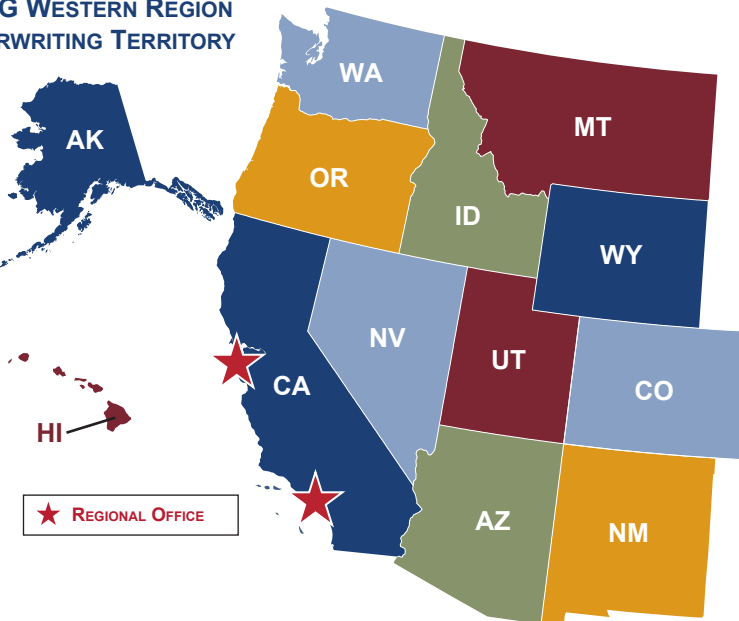 G WESTERN REGION
RWRITING TERRITORY
WA
MT
AK
OR
ID
WY
NV
UT
CA
CO
HI
REGIONAL OFFICE
AZ
NM